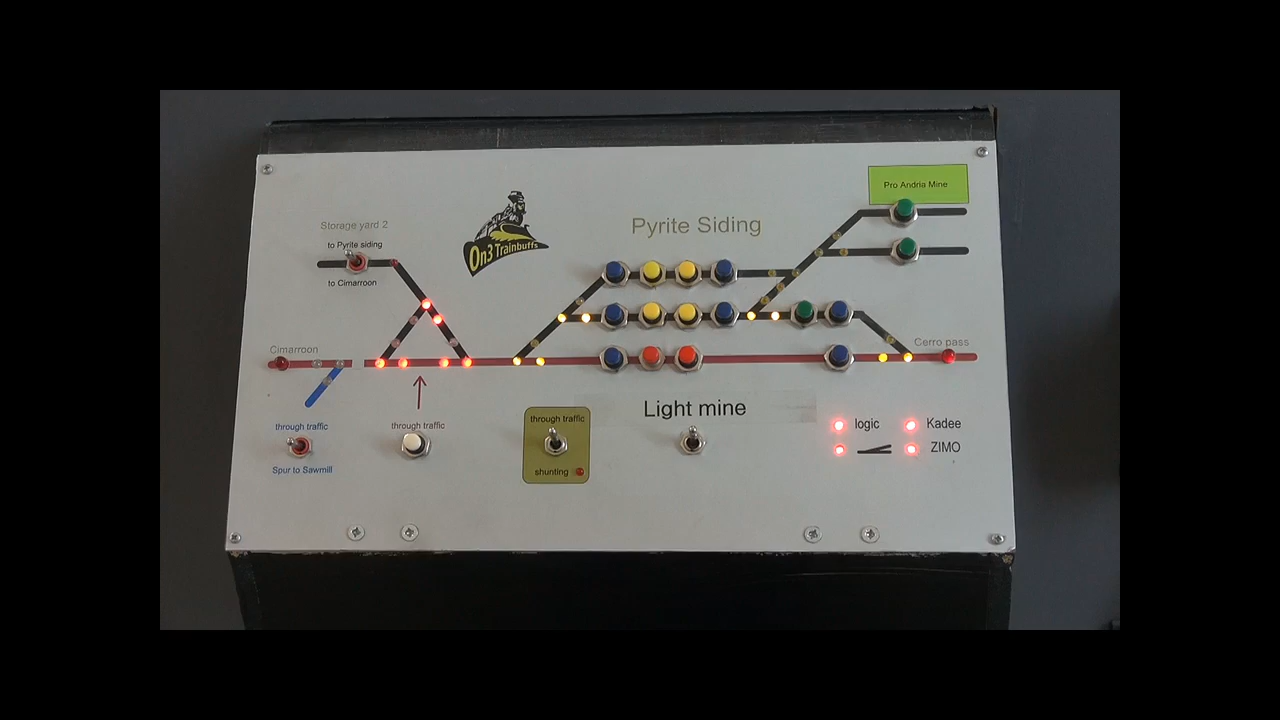 Pro Andria Mine
Storage yard 2
Pyrite Siding
to Pyrite siding
On3 Trainbuffs
to Cimarroon
Cimarroon
Cerro pass
Light mine
through traffic
through traffic
through traffic
logic
Kadee
ZIMO
Spur to Sawmill
shunting